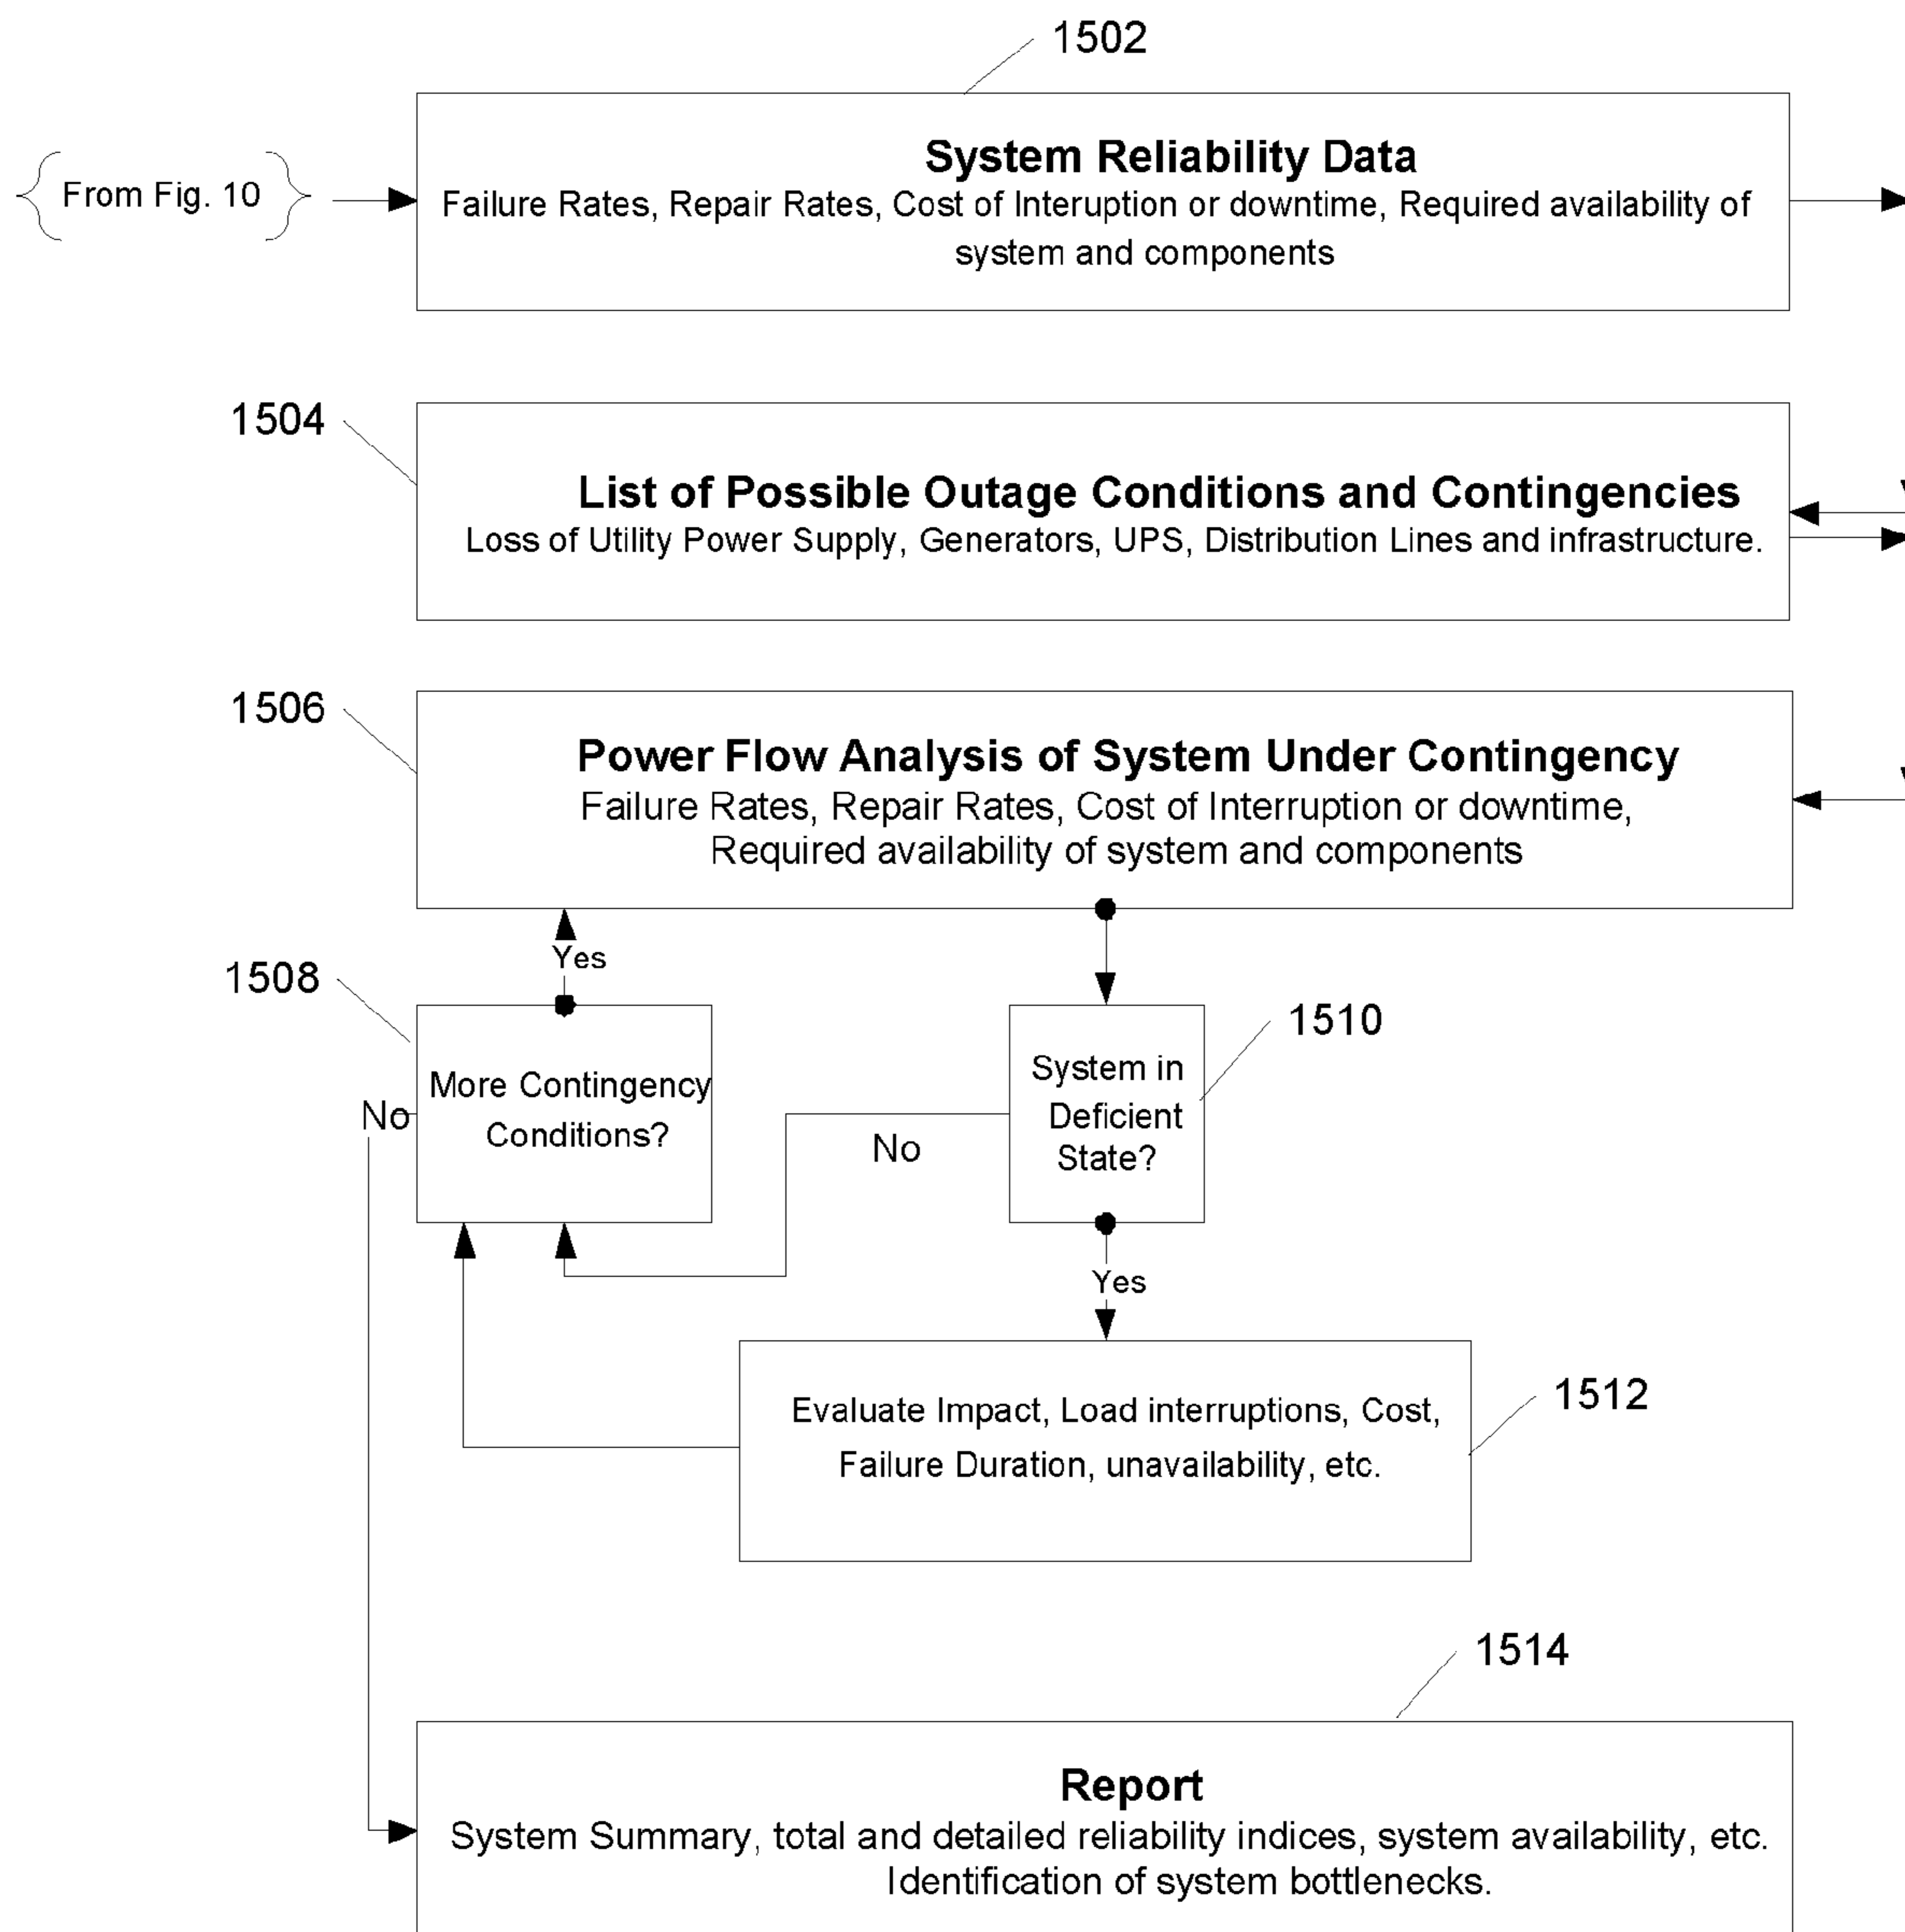 1502
System Reliability Data
From Fig. 10
Failure Rates, Repair Rates, Cost of Interuption or downtime, Required availability of
system and components
1504
List of Possible Outage Conditions and Contingencies
Loss of Utility Power Supply, Generators, UPS, Distribution Lines and infrastructure.
1506
Power Flow Analysis of System Under Contingency
Failure Rates, Repair Rates, Cost of Interruption or downtime,
Required availability of system and components
Yes
1508
More Contingency
Conditions?
No
1510
System in
Deficient
State?
No
Yes
1512
Evaluate Impact, Load interruptions, Cost,
Failure Duration, unavailability, etc.
1514
Report
System Summary, total and detailed reliability indices, system availability, etc.
Identification of system bottlenecks.